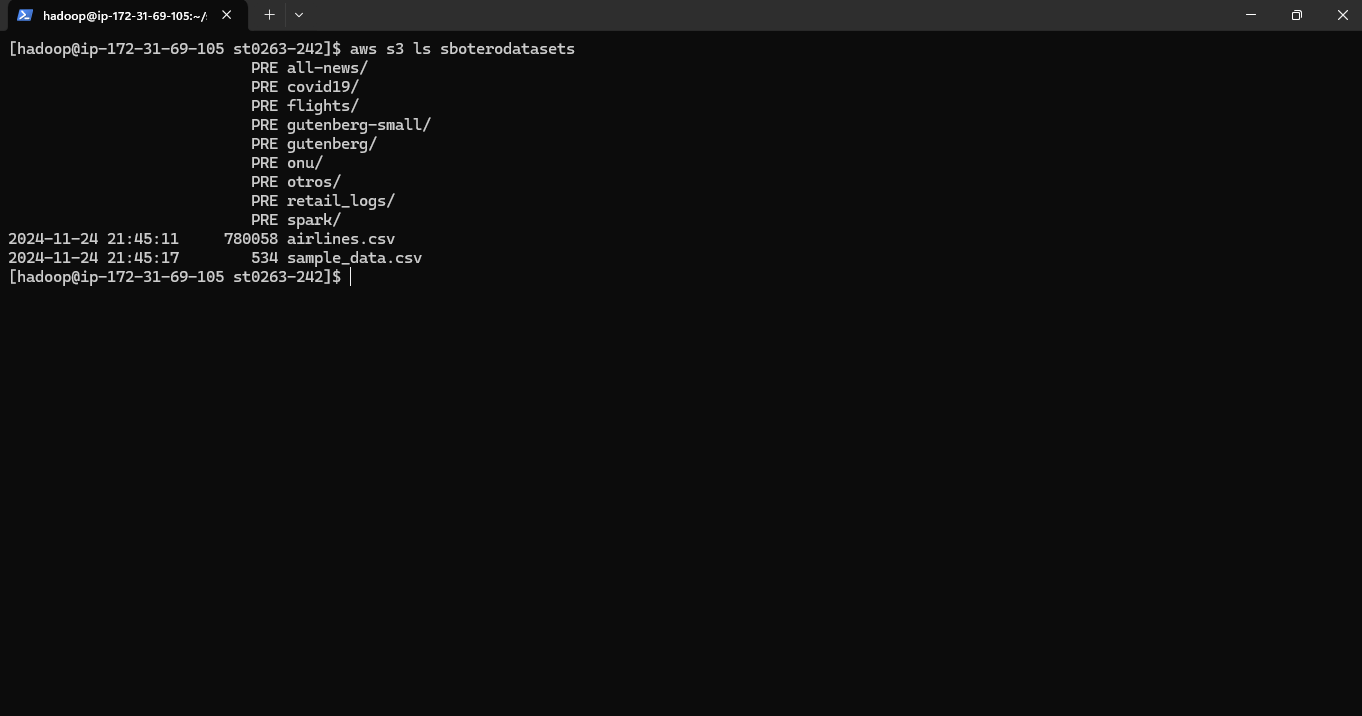 hadoop@ip-172-31-69-105:~/
[hadoop@ip-172-31-69-105 st0263-242]$ aws s3 ls sboterodatasets
                           PRE all-news/
                           PRE covid19/
                           PRE flights/
                           PRE gutenberg-small/
                           PRE gutenberg/
                           PRE onu/
                           PRE otros/
                           PRE retail_logs/
                           PRE spark/
2024-11-24 21:45:11     780058 airlines.csv
2024-11-24 21:45:17        534 sample_data.csv
[hadoop@ip-172-31-69-105 st0263-242]$